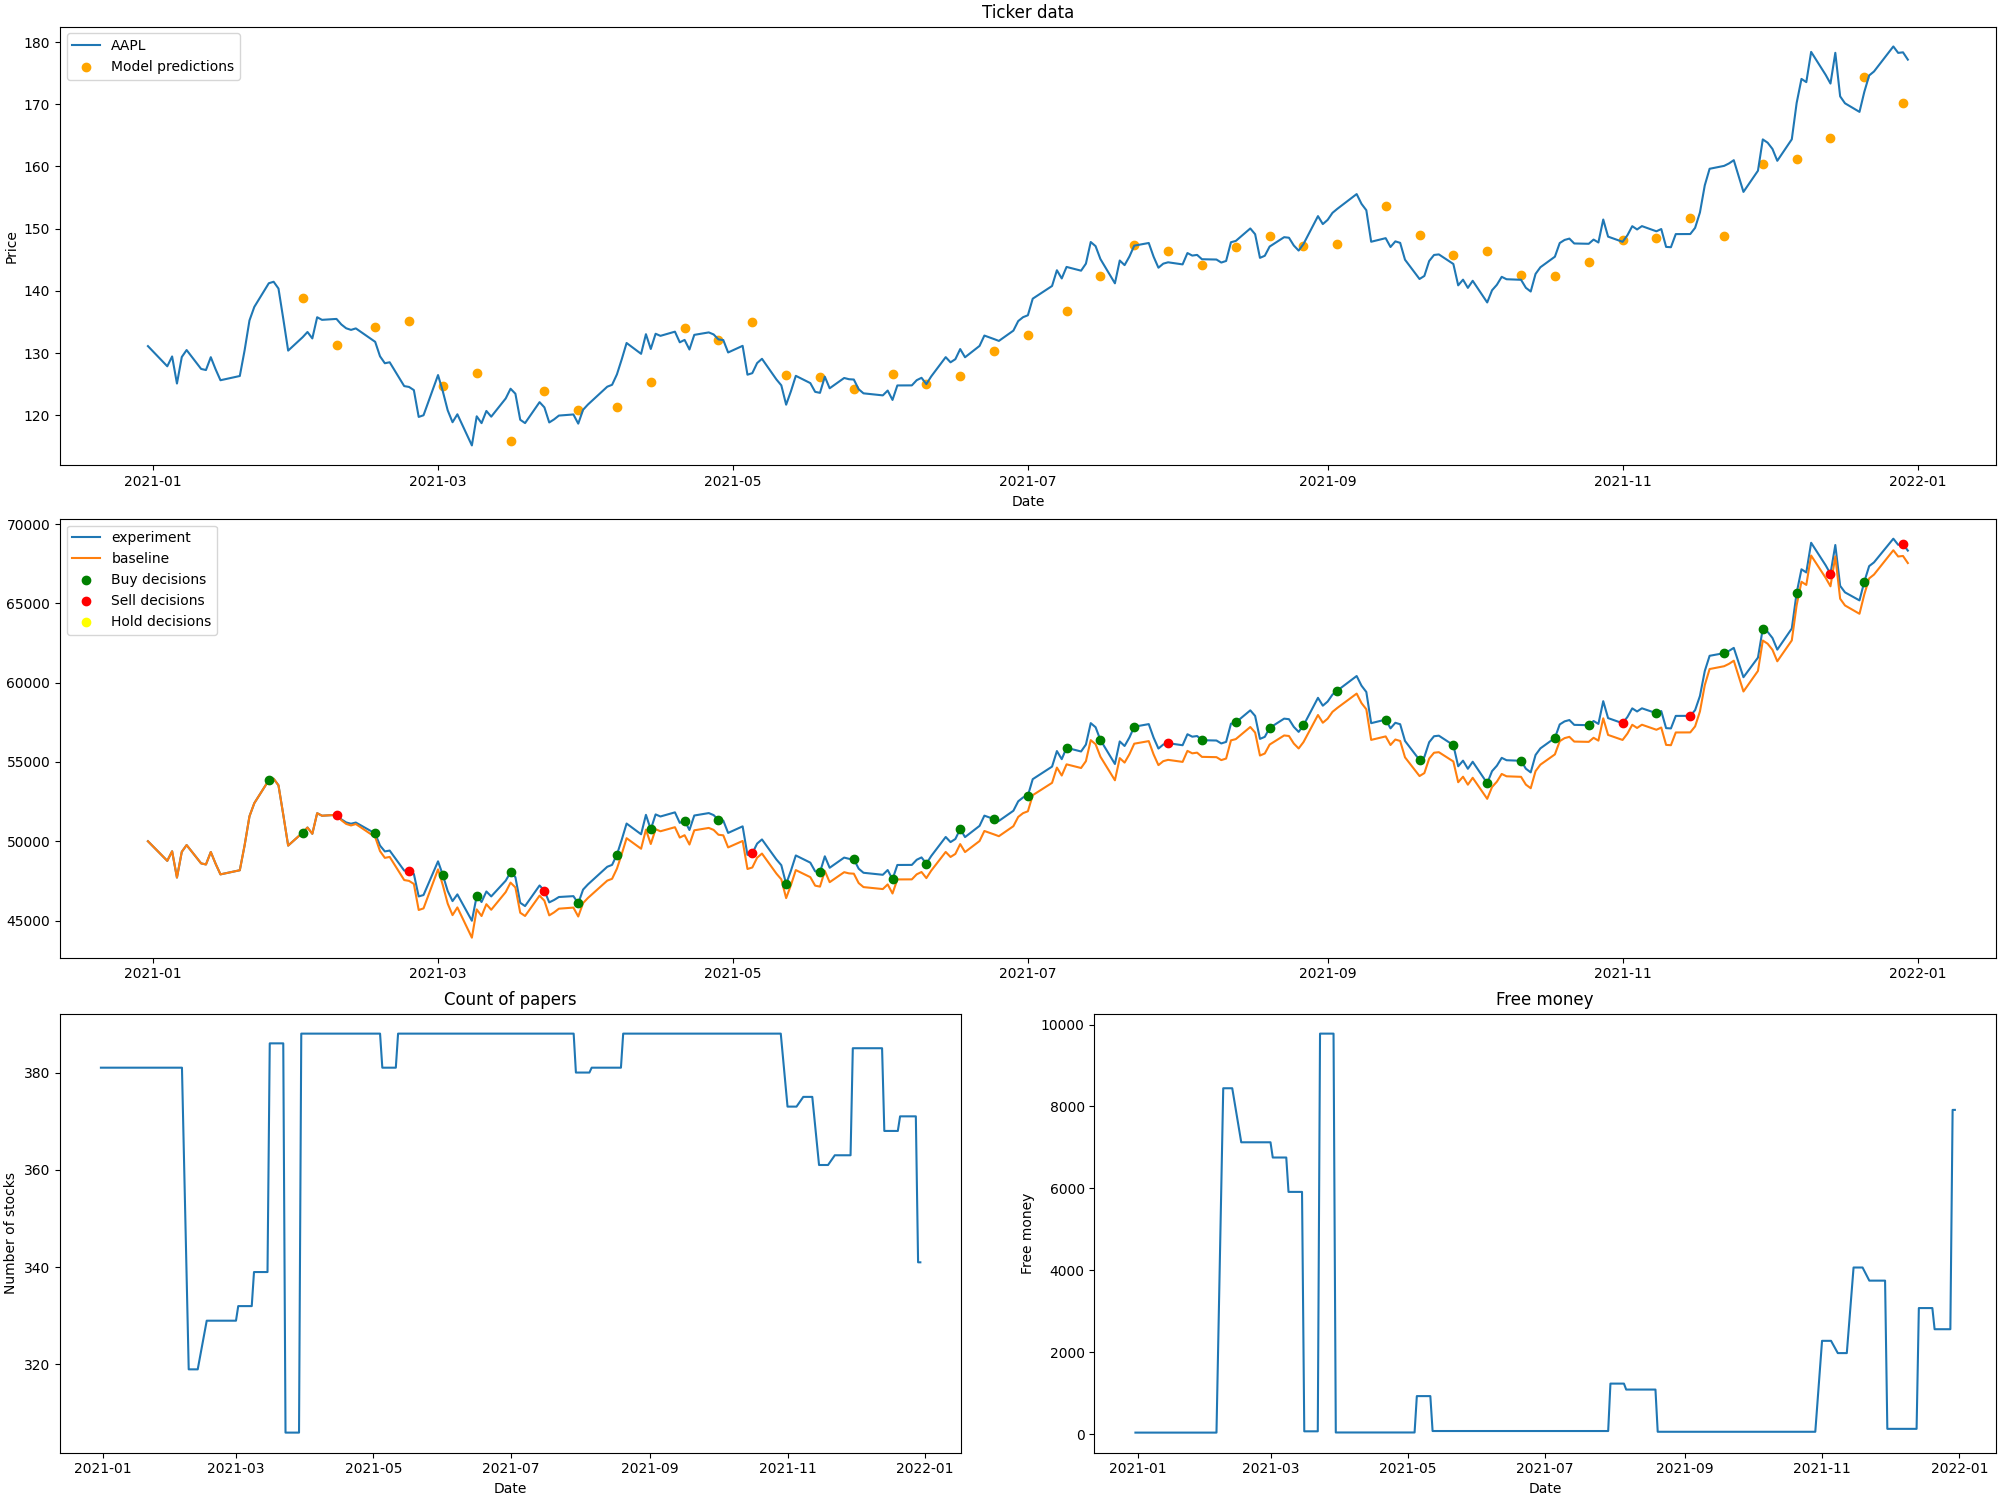 Ticker data
AAPL
Model predictions
180
170
160
150
140
130
120
Price
2021-01 2021-03 2021-05 2021-07 2021-09 2021-11 2022-01
Date
experiment
baseline
Buy decisions
Sell decisions
Hold decisions
70000
65000
60000
55000
50000
45000
2021-01 2021-03 2021-05 2021-07 2021-09 2021-11 2022-01
Count of papers
380
360
340
320
Number of stocks
2021-01 2021-03 2021-05 2021-07 2021-09 2021-11 2022-01
Date
Free money
10000
8000
6000
4000
2000
0
Free money
2021-01 2021-03 2021-05 2021-07 2021-09 2021-11 2022-01
Date